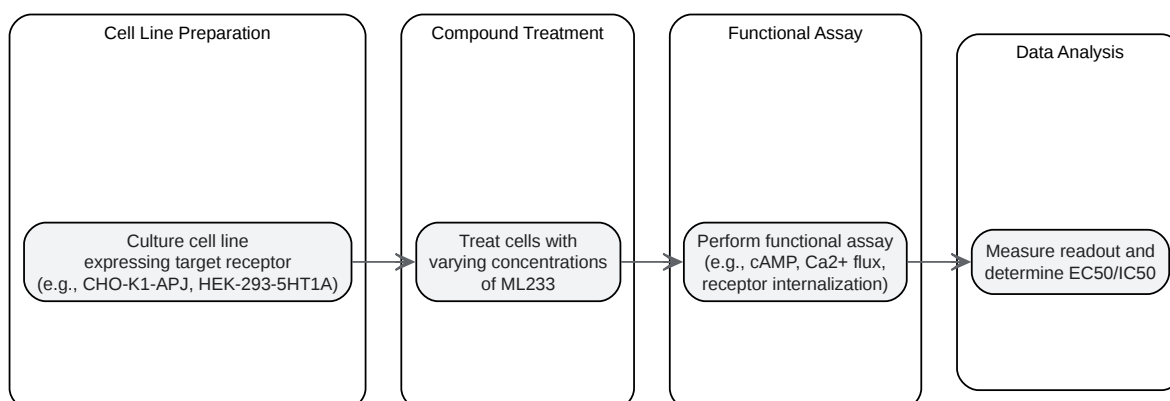 Cell Line Preparation
Culture cell line
expressing target receptor
(e.g., CHO-K1-APJ, HEK-293-5HT1A)
Compound Treatment
Treat cells with
varying concentrations
of ML233
Functional Assay
Perform functional assay
(e.g., cAMP, Ca2+ flux,
receptor internalization)
Data Analysis
Measure readout and
determine EC50/IC50